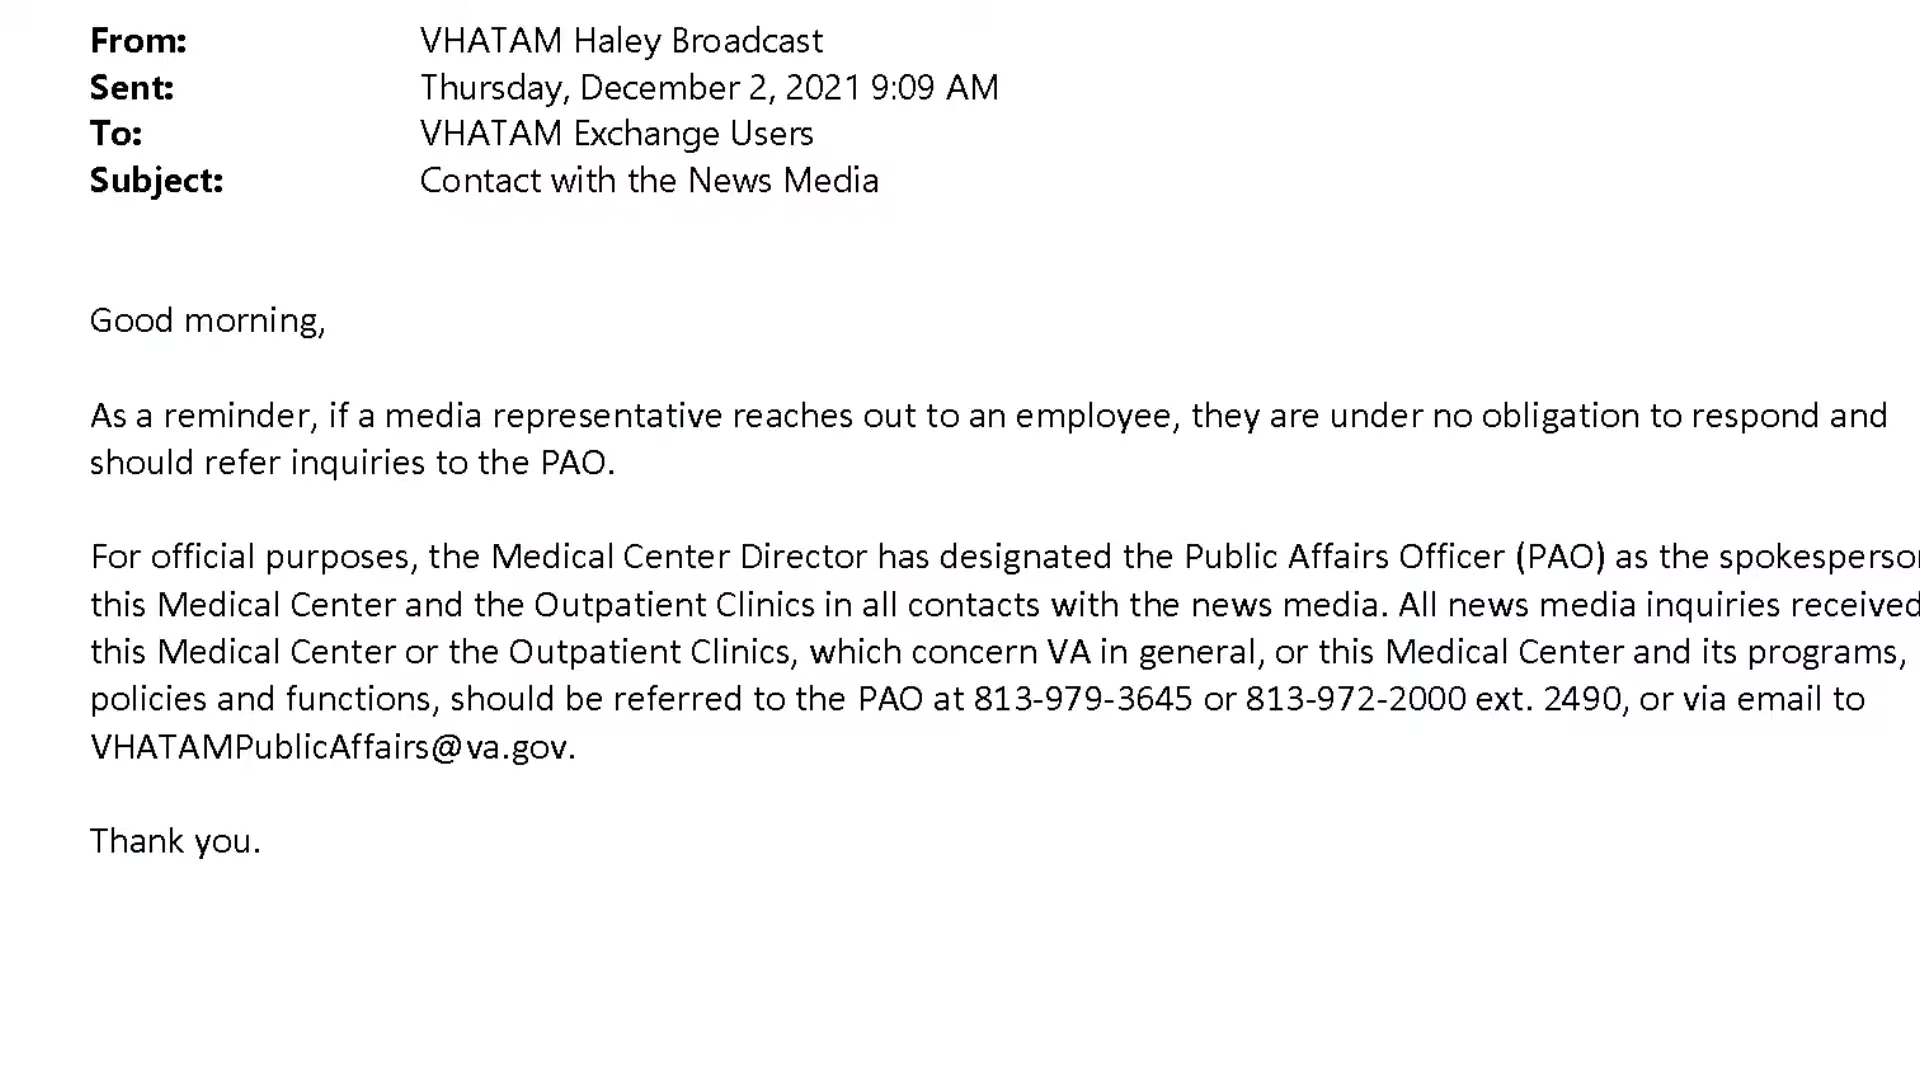 From: VHATAM Haley Broadcast
Sent: Thursday, December 2, 2021 9:09 AM
To: VHATAM Exchange Users
Subject: Contact with the News Media
Good morning,
As a reminder, if a media representative reaches out to an employee, they are under no obligation to respond and
should refer inquiries to the PAO.
For official purposes, the Medical Center Director has designated the Public Affairs Officer (PAO) as the
this Medical Center and the Outpatient Clinics in all contacts with the news media. All news media inquiries received
this Medical Center or the Outpatient Clinics, which concern VA in general, or this Medical Center and its programs,
policies and functions, should be referred to the PAO at 813-979-3645 or 813-972-2000 ext. 2490, or via email to
VHATAMPublicAffairs@va.gov.
Thank you.